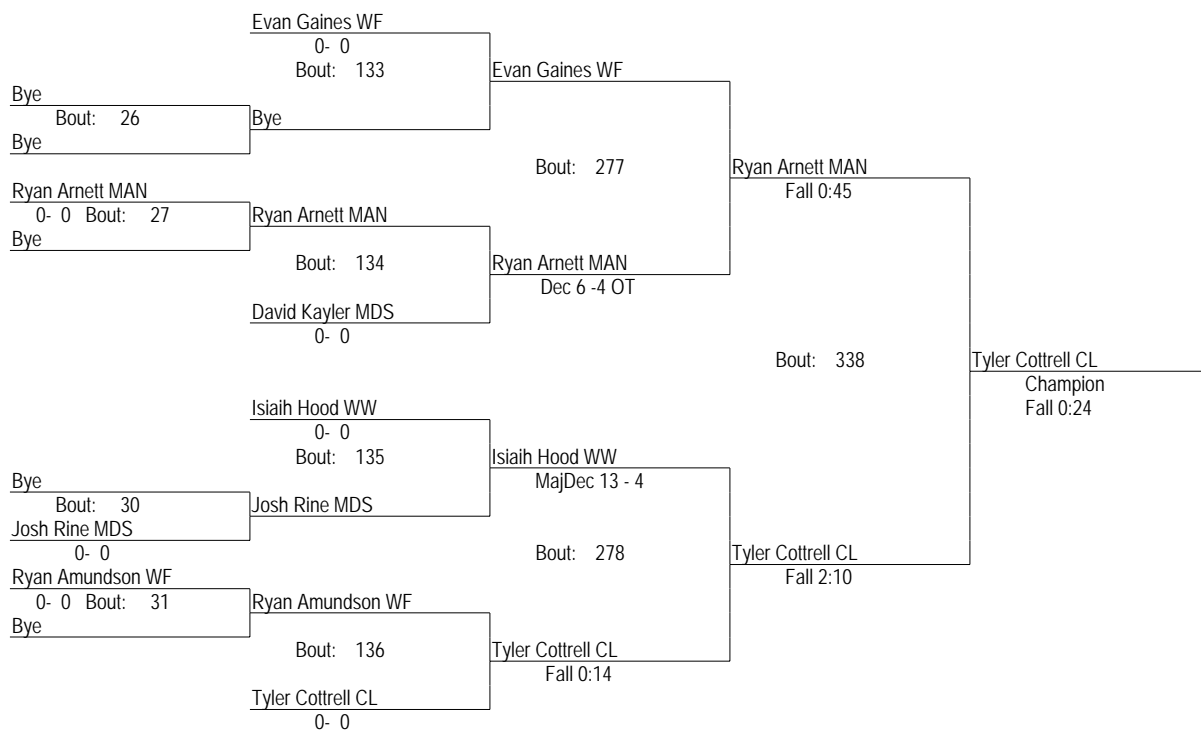 Evan Gaines WF
0- 0
Bout: 133
Evan Gaines WF
Bye
Bout: 26
Bye
Bye
Bout: 277
Ryan Arnett MAN
Fall 0:45
Ryan Arnett MAN
0- 0 Bout: 27
Ryan Arnett MAN
Bye
Bout: 134
Ryan Arnett MAN
Dec 6 -4 OT
David Kayler MDS
0- 0
Bout: 338
Tyler Cottrell CL
Champion
Fall 0:24
Isiaih Hood WW
0- 0
Bout: 135
Isiaih Hood WW
MajDec 13 - 4
Bye
Bout: 30
Josh Rine MDS
Josh Rine MDS
0- 0
Bout: 278
Tyler Cottrell CL
Fall 2:10
Ryan Amundson WF
0- 0 Bout: 31
Ryan Amundson WF
Bye
Bout: 136
Tyler Cottrell CL
Fall 0:14
Tyler Cottrell CL
0- 0